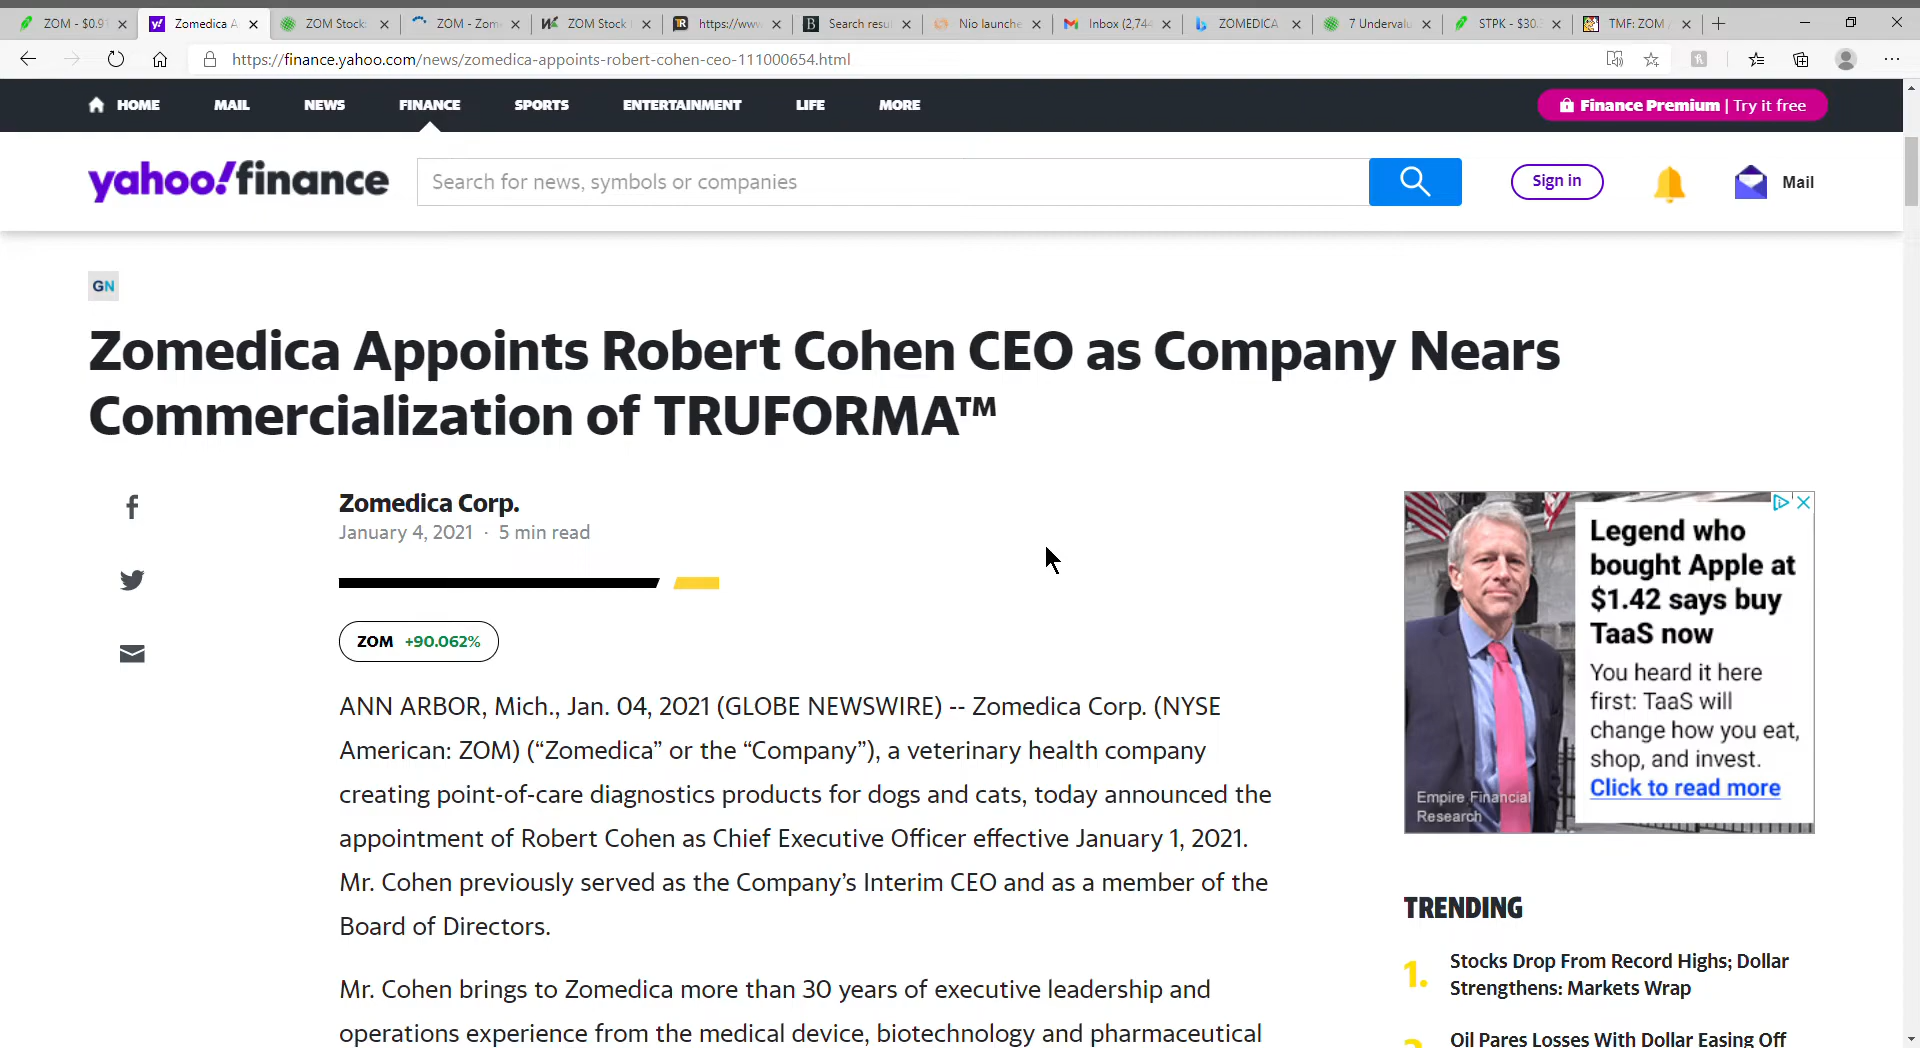 ZOM - $0.91
Zomedica A
ZOM Stock
ZOM - Zom
ZOM Stock
https://ww
Search resu
Nio launche
Inbox (2,744
ZOMEDICA
7 Underval
STPK - $30.
TMF: ZOM
https://finance.yahoo.com/news/zomedica-appoints-robert-cohen-ceo-111000654.html
HOME MAIL NEWS FINANCE SPORTS ENTERTAINMENT LIFE MORE
Finance Premium | Try it free
yahoo!finance
Search for news, symbols or companies
Sign in
Mail
GN
Zomedica Appoints Robert Cohen CEO as Company Nears
Commercialization of TRUFORMA™
Zomedica Corp.
January 4, 2021 · 5 min read
ZOM +90.062%
ANN ARBOR, Mich., Jan. 04, 2021 (GLOBE NEWSWIRE) -- Zomedica Corp. (NYSE
American: ZOM) (“Zomedica” or the “Company”), a veterinary health company
creating point-of-care diagnostics products for dogs and cats, today announced the
appointment of Robert Cohen as Chief Executive Officer effective January 1, 2021.
Mr. Cohen previously served as the Company’s Interim CEO and as a member of the
Board of Directors.
Mr. Cohen brings to Zomedica more than 30 years of executive leadership and
operations experience from the medical device, biotechnology and pharmaceutical
Legend who
bought Apple at
$1.42 says buy
TaaS now
You heard it here
first: TaaS will
change how you eat,
shop, and invest.
Click to read more
Empire Financial
Research
TRENDING
1. Stocks Drop From Record Highs; Dollar
Strengthens: Markets Wrap
Oil Pares Losses With Dollar Easing Off